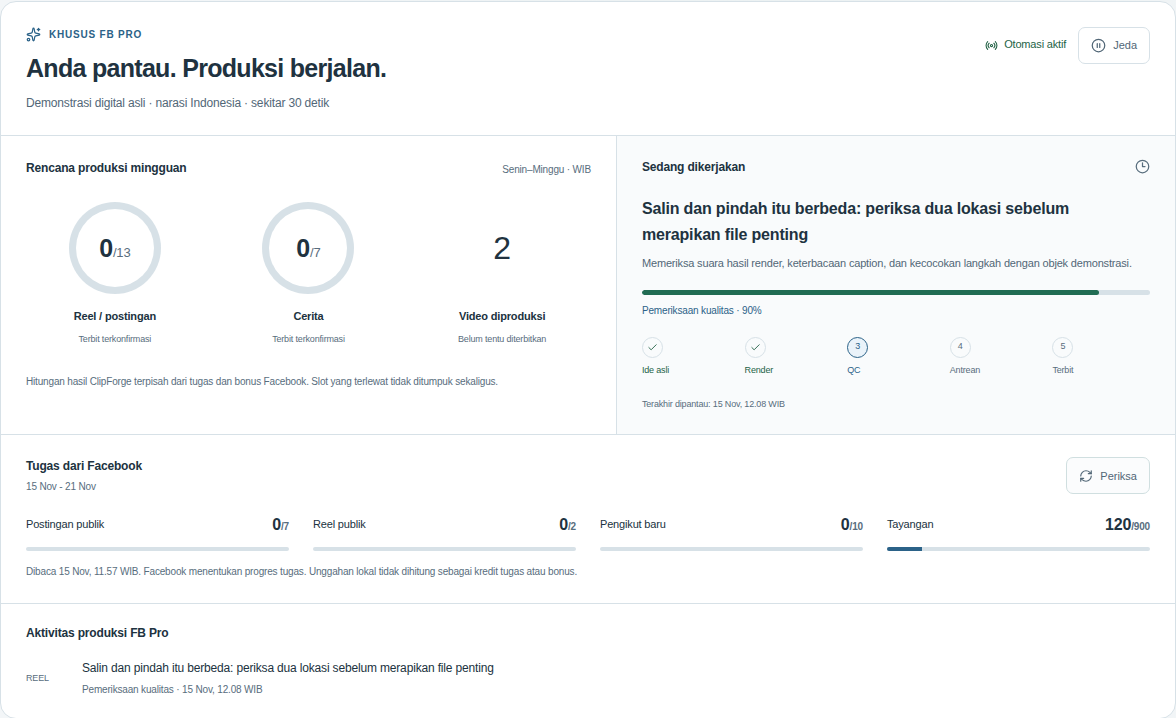 KHUSUS FB PRO
Anda pantau. Produksi berjalan.
Demonstrasi digital asli · narasi Indonesia · sekitar 30 detik
Otomasi aktif
Jeda
Rencana produksi mingguan
Senin–Minggu · WIB
0/13
Reel / postingan
Terbit terkonfirmasi
0/7
Cerita
Terbit terkonfirmasi
2
Video diproduksi
Belum tentu diterbitkan
Hitungan hasil ClipForge terpisah dari tugas dan bonus Facebook. Slot yang terlewat tidak ditumpuk sekaligus.
Sedang dikerjakan
Salin dan pindah itu berbeda: periksa dua lokasi sebelum
merapikan file penting
Memeriksa suara hasil render, keterbacaan caption, dan kecocokan langkah dengan objek demonstrasi.
Pemeriksaan kualitas · 90%
Ide asli
Render
3
QC
4
Antrean
5
Terbit
Terakhir dipantau: 15 Nov, 12.08 WIB
Tugas dari Facebook
15 Nov - 21 Nov
Periksa
Postingan publik 0/7
Reel publik 0/2
Pengikut baru 0/10
Tayangan 120/900
Dibaca 15 Nov, 11.57 WIB. Facebook menentukan progres tugas. Unggahan lokal tidak dihitung sebagai kredit tugas atau bonus.
Aktivitas produksi FB Pro
REEL
Salin dan pindah itu berbeda: periksa dua lokasi sebelum merapikan file penting
Pemeriksaan kualitas · 15 Nov, 12.08 WIB